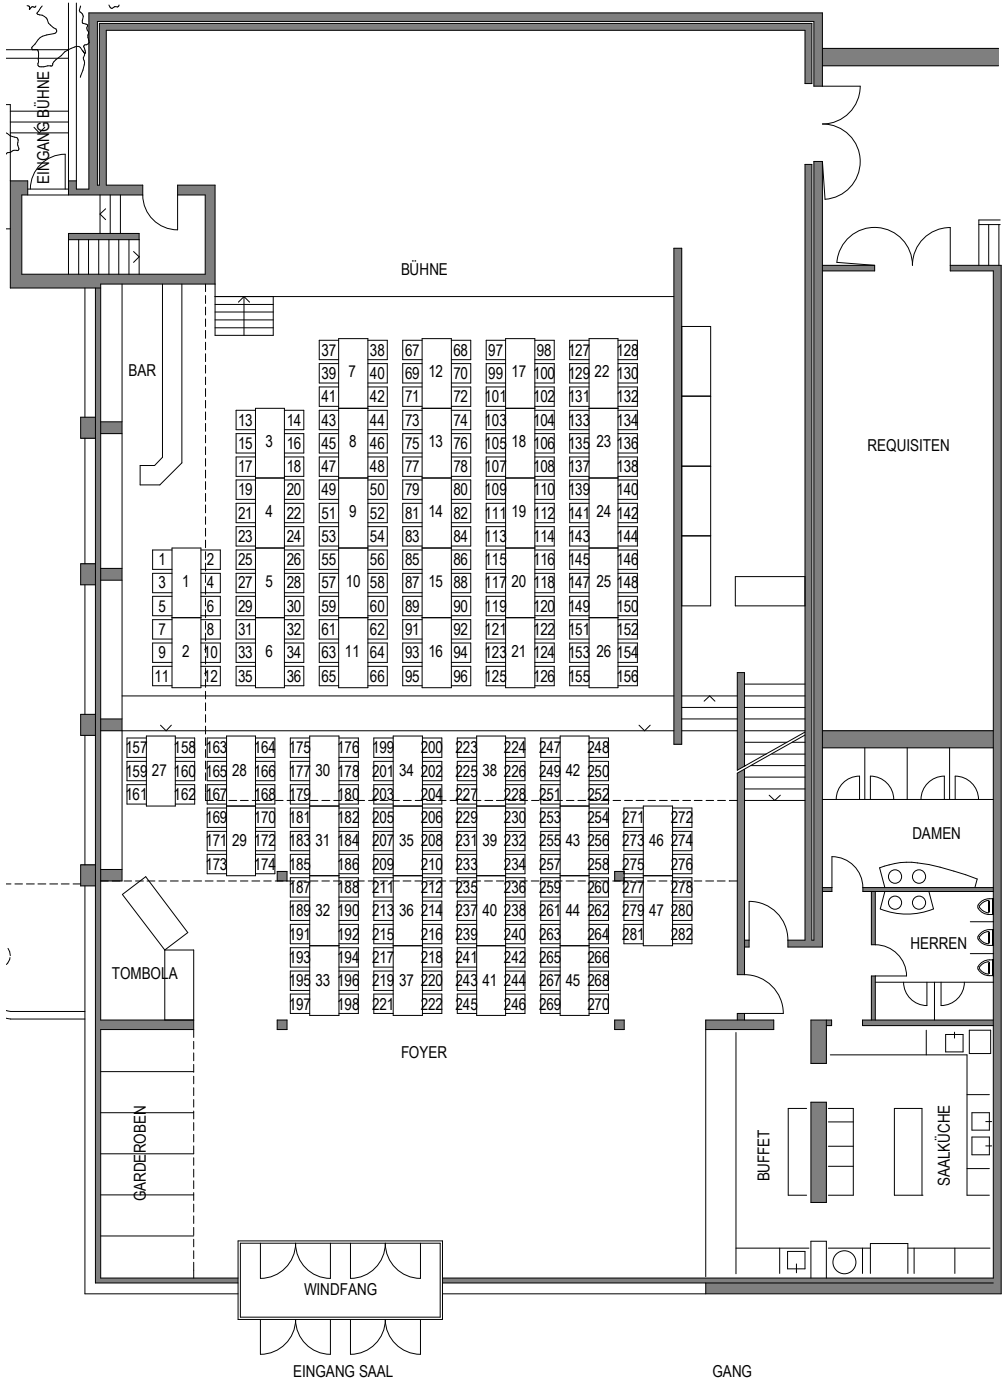 EINGANG BÜHNE
BÜHNE
BAR
37 38 67 68 97 98 127 128
39 7 40 69 12 70 99 17 100 129 22 130
41 42 71 72 101 102 131 132
13 14 43 44 73 74 103 104 133 134
15 3 16 45 8 46 75 13 76 105 18 106 135 23 136
17 18 47 48 77 78 107 108 137 138
REQUISITEN
19 20 49 50 79 80 109 110 139 140
21 4 22 51 9 52 81 14 82 111 19 112 141 24 142
23 24 53 54 83 84 113 114 143 144
1 2 25 26 55 56 85 86 115 116 145 146
3 1 4 27 5 28 57 10 58 87 15 88 117 20 118 147 25 148
5 6 29 30 59 60 89 90 119 120 149 150
7 8 31 32 61 62 91 92 121 122 151 152
9 2 10 33 6 34 63 11 64 93 16 94 123 21 124 153 26 154
11 12 35 36 65 66 95 96 125 126 155 156
157 158 163 164 175 176 199 200 223 224 247 248
159 27 160 165 28 166 177 30 178 201 34 202 225 38 226 249 42 250
161 162 167 168 179 180 203 204 227 228 251 252
169 170 181 182 205 206 229 230 253 254 271 272
171 29 172 183 31 184 207 35 208 231 39 232 255 43 256 273 46 274
173 174 185 186 209 210 233 234 257 258 275 276
DAMEN
187 188 211 212 235 236 259 260 277 278
189 32 190 213 36 214 237 40 238 261 44 262 279 47 280
191 192 215 216 239 240 263 264 281 282
HERREN
193 194 217 218 241 242 265 266
195 33 196 219 37 220 243 41 244 267 45 268
197 198 221 222 245 246 269 270
TOMBOLA
FOYER
GARDEROBEN
BUFFET
SAALKÜCHE
WINDFANG
EINGANG SAAL
GANG